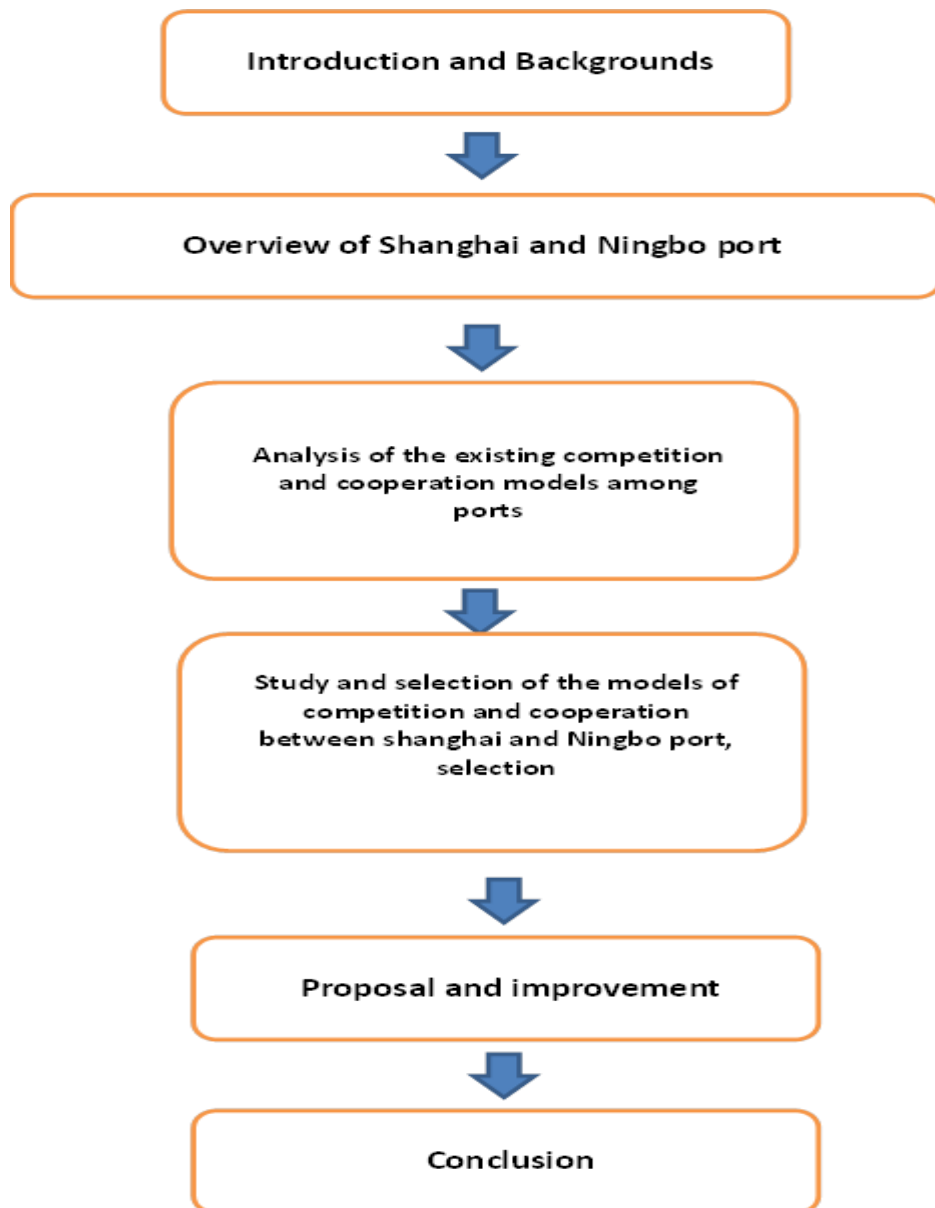 Introduction and Backgrounds
Overview of Shanghai and Ningbo port
Analysis of the existing competition
and cooperation models among
ports
Study and selection of the models of
competition and cooperation
between shanghai and Ningbo port,
selection
Proposal and improvement
Conclusion